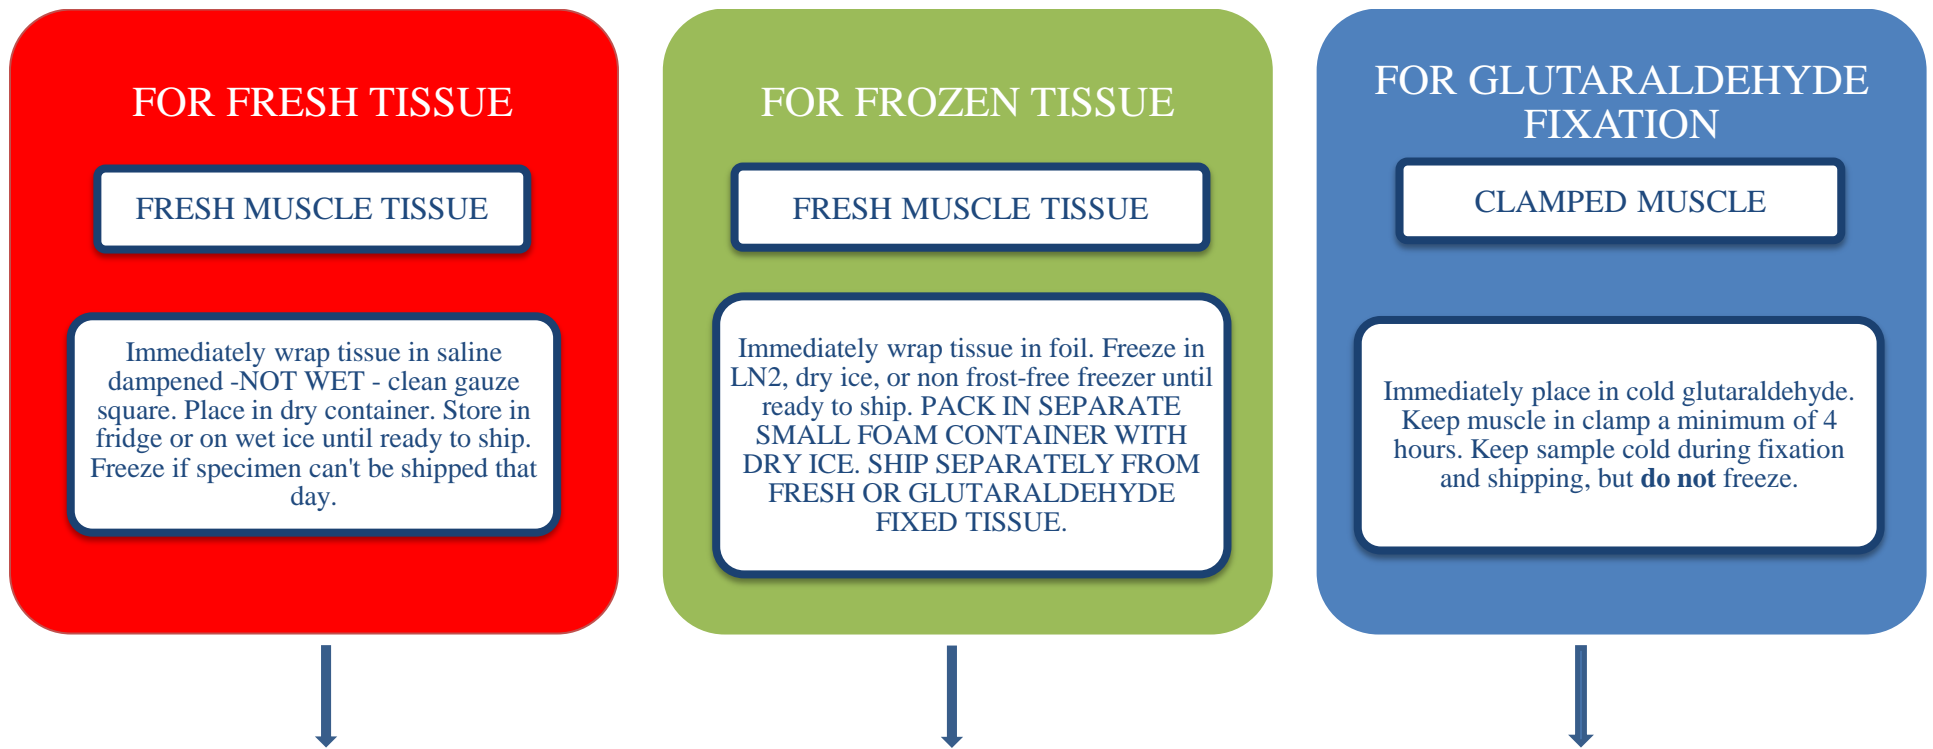 FOR FRESH TISSUE
FRESH MUSCLE TISSUE
Immediately wrap tissue in saline
dampened -NOT WET - clean gauze
square. Place in dry container. Store in
fridge or on wet ice until ready to ship.
Freeze if specimen can't be shipped that
day.
FOR FROZEN TISSUE
FRESH MUSCLE TISSUE
Immediately wrap tissue in foil. Freeze in
LN2, dry ice, or non frost-free freezer until
ready to ship. PACK IN SEPARATE
SMALL FOAM CONTAINER WITH
DRY ICE. SHIP SEPARATELY FROM
FRESH OR GLUTARALDEHYDE
FIXED TISSUE.
FOR GLUTARALDEHYDE
FIXATION
CLAMPED MUSCLE
Immediately place in cold glutaraldehyde.
Keep muscle in clamp a minimum of 4
hours. Keep sample cold during fixation
and shipping, but do not freeze.